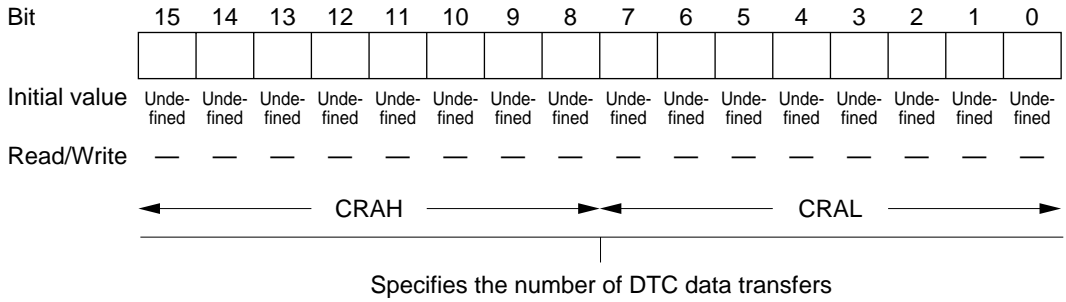 Bit 15 14 13 12 11 10 9 8 7 6 5 4 3 2 1 0
Initial value Unde- Unde- Unde- Unde- Unde- Unde- Unde- Unde- Unde- Unde- Unde- Unde- Unde- Unde- Unde- Unde-
fined fined fined fined fined fined fined fined fined fined fined fined fined fined fined fined
Read/Write — — — — — — — — — — — — — — — —
CRAH CRAL
Specifies the number of DTC data transfers